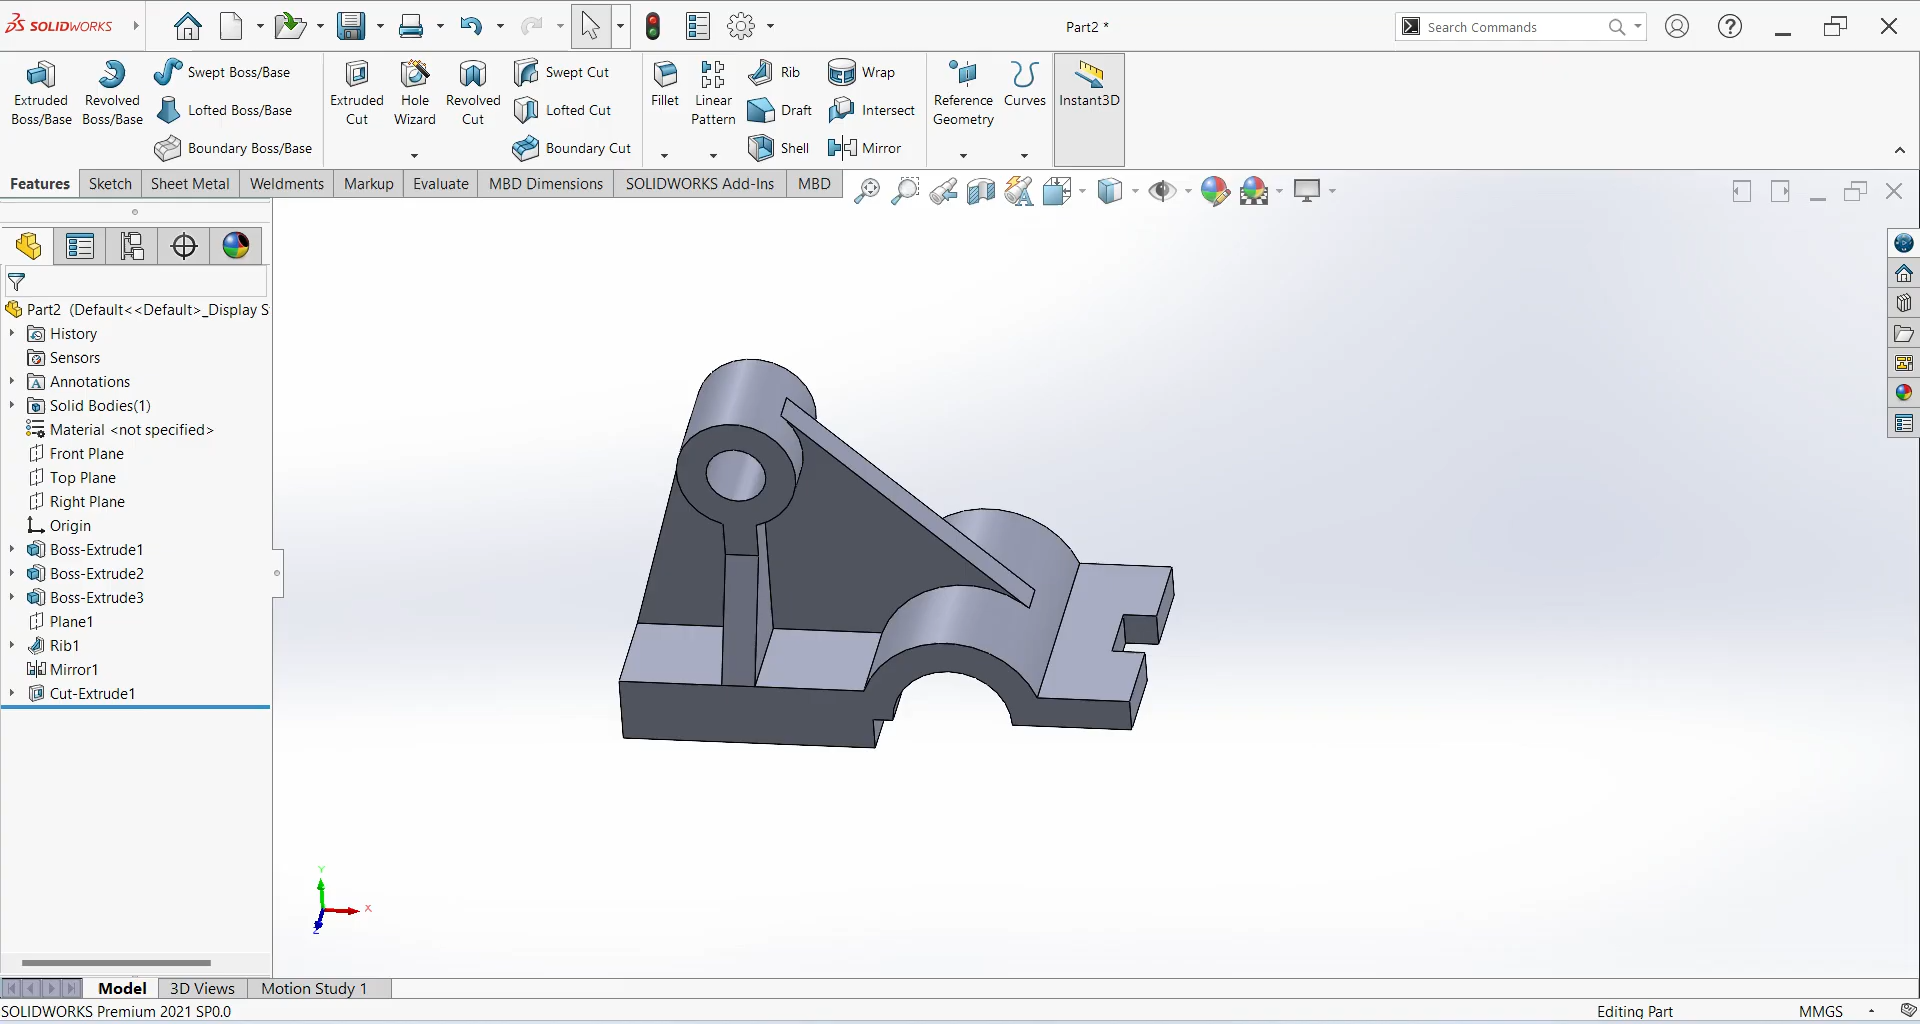 SOLIDWORKS
Part2 *
Search Commands
Extruded Boss/Base
Revolved Boss/Base
Swept Boss/Base
Lofted Boss/Base
Boundary Boss/Base
Extruded Cut
Hole Wizard
Revolved Cut
Swept Cut
Lofted Cut
Boundary Cut
Fillet
Linear Pattern
Rib
Draft
Shell
Wrap
Intersect
Mirror
Reference Geometry
Curves
Instant3D
Features
Sketch
Sheet Metal
Weldments
Markup
Evaluate
MBD Dimensions
SOLIDWORKS Add-Ins
MBD
Part2 (Default<<Default>_Display S
History
Sensors
Annotations
Solid Bodies(1)
Material <not specified>
Front Plane
Top Plane
Right Plane
Origin
Boss-Extrude1
Boss-Extrude2
Boss-Extrude3
Plane1
Rib1
Mirror1
Cut-Extrude1
Y
X
Z
Model
3D Views
Motion Study 1
SOLIDWORKS Premium 2021 SP0.0
Editing Part
MMGS